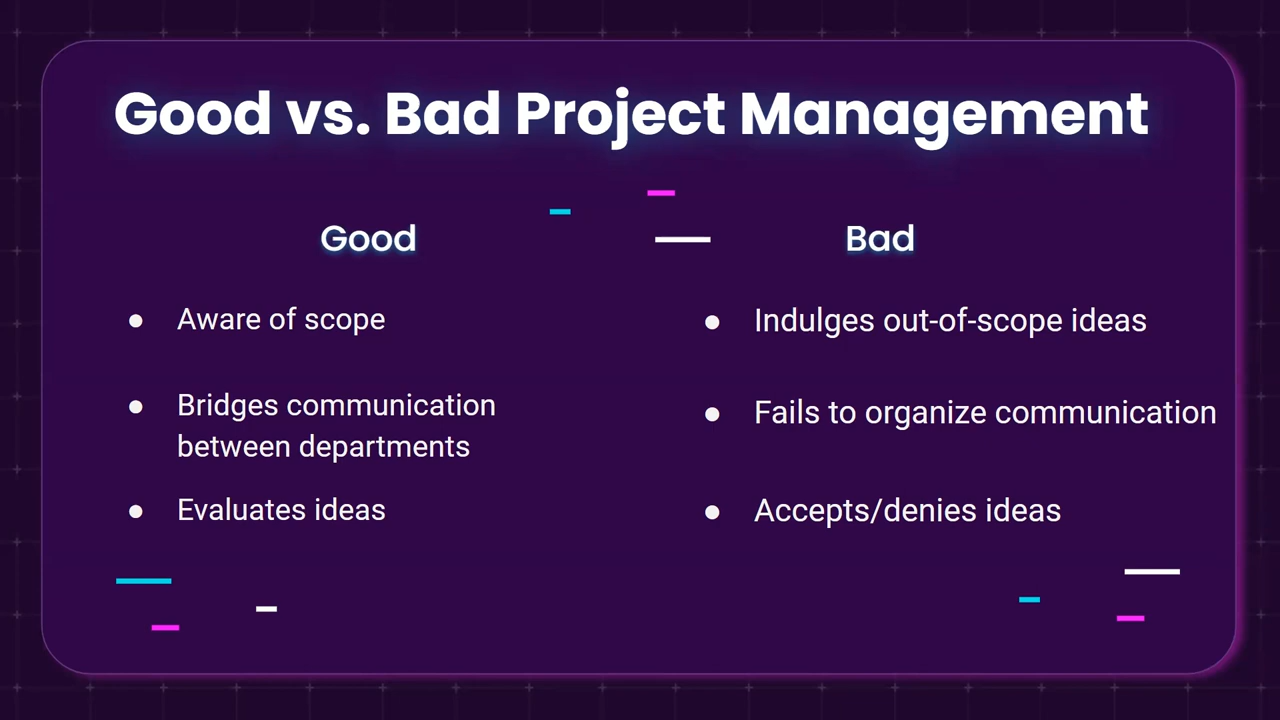 Good vs. Bad Project Management
Good
● Aware of scope
● Bridges communication
between departments
● Evaluates ideas
Bad
● Indulges out-of-scope ideas
● Fails to organize communication
● Accepts/denies ideas